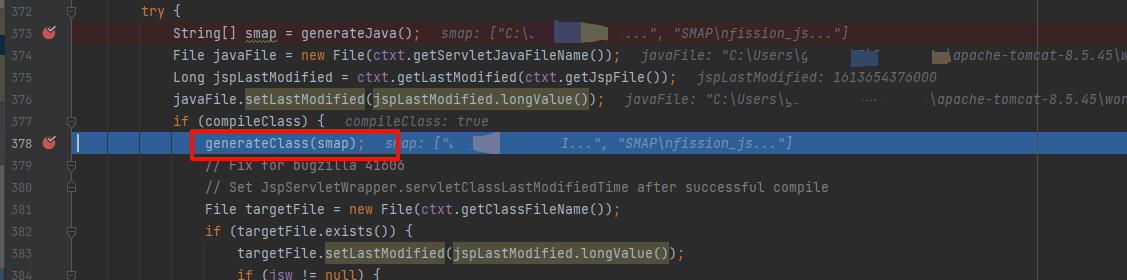 372 try {
373 String[] smap = generateJava(); smap: ["C:\ ...", "SMAP\nfission_js..."]
374 File javaFile = new File(ctxt.getServletJavaFileName()); javaFile: "C:\Users\g \apache-tomcat-8.5.45\w
375 Long jspLastModified = ctxt.getLastModified(ctxt.getJspFile()); jspLastModified: 1613654376000
376 javaFile.setLastModified(jspLastModified.longValue()); javaFile: "C:\Users\g \apache-tomcat-8.5.45\wor
377 if (compileClass) { compileClass: true
378 generateClass(smap); smap: [" I...", "SMAP\nfission_js..."]
379 // Fix for bugzilla 41606
380 // Set JspServletWrapper.servletClassLastModifiedTime after successful compile
381 File targetFile = new File(ctxt.getClassFileName());
382 if (targetFile.exists()) {
383 targetFile.setLastModified(jspLastModified.longValue());
384 if (jsw != null) {